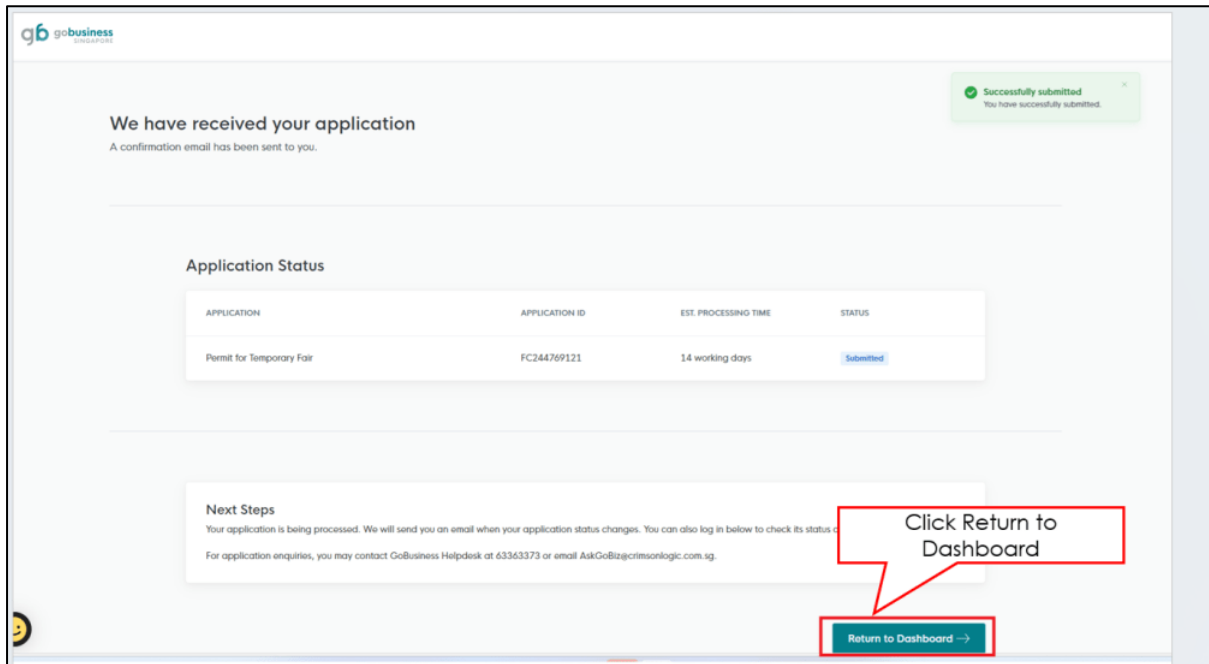 gb gobusiness
SINGAPORE
Successfully submitted
You have successfully submitted.
We have received your application
A confirmation email has been sent to you.
Application Status
APPLICATION APPLICATION ID EST. PROCESSING TIME STATUS
Permit for Temporary Fair FC244769121 14 working days Submitted
Next Steps
Your application is being processed. We will send you an email when your application status changes. You can also log in below to check its status
For application enquiries, you may contact GoBusiness Helpdesk at 63363373 or email AskGoBiz@crimsonlogic.com.sg.
Click Return to
Dashboard
Return to Dashboard →